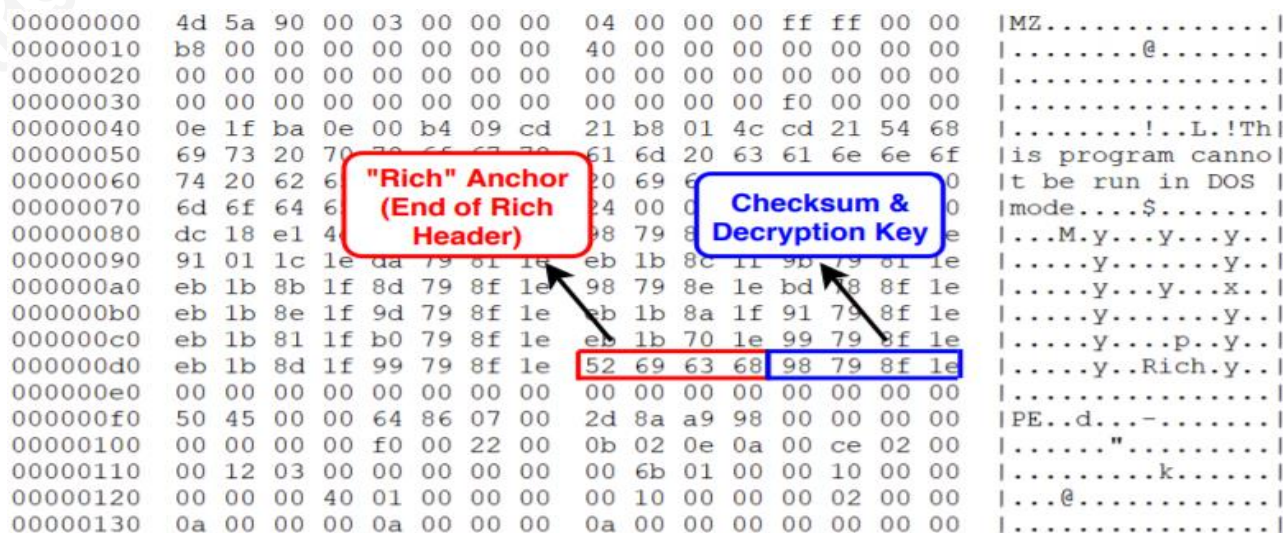 00000000 4d 5a 90 00 03 00 00 00 04 00 00 00 ff ff 00 00 |MZ..............|
00000010 b8 00 00 00 00 00 00 00 40 00 00 00 00 00 00 00 |........@.......|
00000020 00 00 00 00 00 00 00 00 00 00 00 00 00 00 00 00 |................|
00000030 00 00 00 00 00 00 00 00 00 00 00 00 f0 00 00 00 |................|
00000040 0e 1f ba 0e 00 b4 09 cd 21 b8 01 4c cd 21 54 68 |........!..L.!Th|
00000050 69 73 20 70 61 6d 20 63 61 6e 6e 6f |is program canno|
00000060 74 20 62 20 69 |t be run in DOS |
00000070 6d 6f 64 24 00 |mode....$.......|
00000080 dc 18 e1 98 79 |...M.y...y...y..|
"Rich" Anchor
(End of Rich
Header)
Checksum &
Decryption Key
00000090 91 01 1c 1e da 79 8f 1e eb 1b 8c 1f 9b 79 8f 1e |.....y.......y..|
000000a0 eb 1b 8b 1f 8d 79 8f 1e 98 79 8e 1e bd 78 8f 1e |.....y...y...x..|
000000b0 eb 1b 8e 1f 9d 79 8f 1e eb 1b 8a 1f 91 79 8f 1e |.....y.......y..|
000000c0 eb 1b 81 1f b0 79 8f 1e eb 1b 70 1e 99 79 8f 1e |.....y....p..y..|
000000d0 eb 1b 8d 1f 99 79 8f 1e 52 69 63 68 98 79 8f 1e |.....y..Rich.y..|
000000e0 00 00 00 00 00 00 00 00 00 00 00 00 00 00 00 00 |................|
000000f0 50 45 00 00 64 86 07 00 2d 8a a9 98 00 00 00 00 |PE..d...-.......|
00000100 00 00 00 00 f0 00 22 00 0b 02 0e 0a 00 ce 02 00 |......".........|
00000110 00 12 03 00 00 00 00 00 00 6b 01 00 00 10 00 00 |.........k......|
00000120 00 00 00 40 01 00 00 00 00 10 00 00 00 02 00 00 |...@............|
00000130 0a 00 00 00 0a 00 00 00 0a 00 00 00 00 00 00 00 |................|